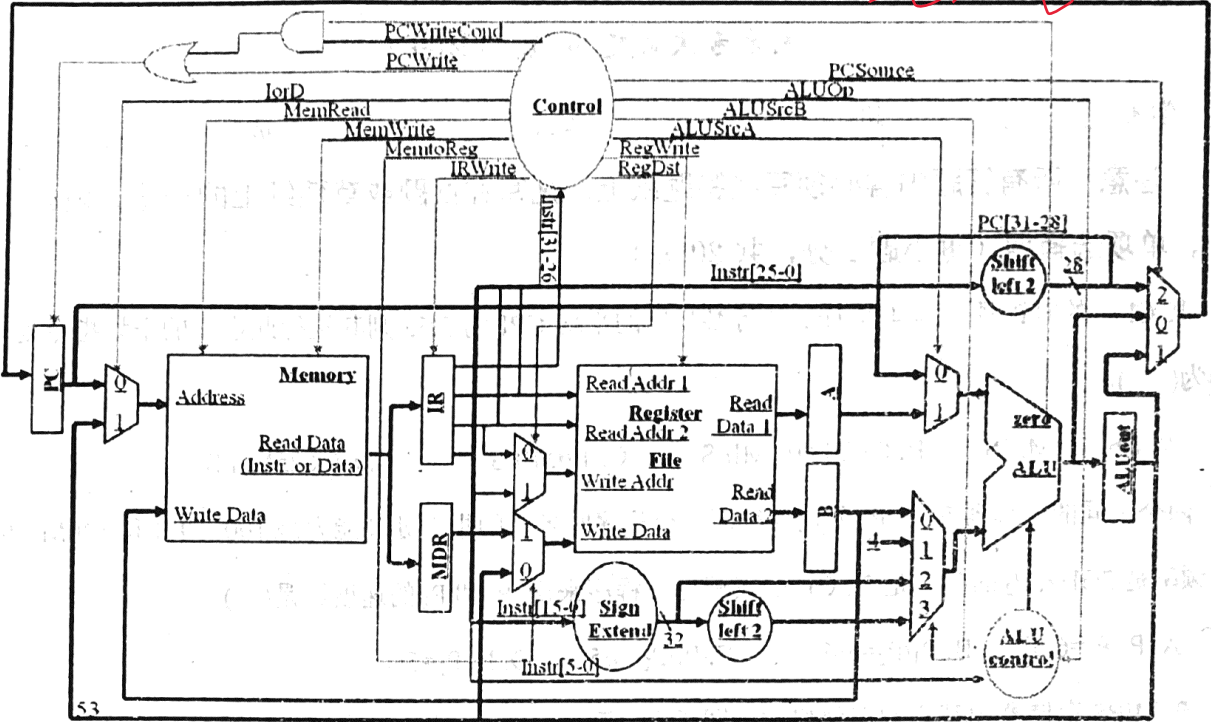 PCWriteCond
PCWrite
PCSource
IorD
ALUOp
MemRead
Control
ALUSrcB
MemWrite
ALUSrcA
MemtoReg
RegWrite
IRWrite
RegDst
Instr[31-26
PC[31-28]
Instr[25-0]
Shift
left 2
28
2
0
1
PC
0
1
Memory
Address
Read Data
(Instr. or Data)
Write Data
IR
MDR
0
1
1
0
Read Addr 1
Register
Read Addr 2
File
Write Addr
Write Data
Read
Data 1
Read
Data 2
A
B
0
1
4
0
1
2
3
zero
ALU
ALUout
Instr[15-0]
Sign
Extend
32
Shift
left 2
ALU
control
Instr[5-0]
53